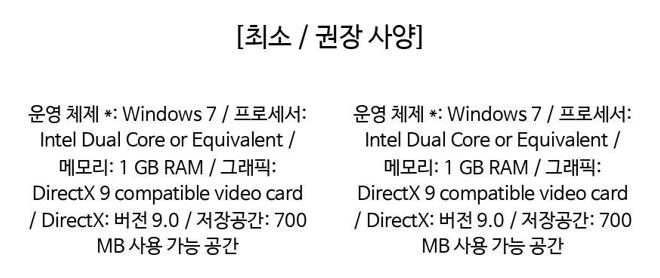 [최소 / 권장 사양]
운영 체제 *: Windows 7 / 프로세서:
Intel Dual Core or Equivalent /
메모리: 1 GB RAM / 그래픽:
DirectX 9 compatible video card
/ DirectX: 버전 9.0 / 저장공간: 700
MB 사용 가능 공간
운영 체제 *: Windows 7 / 프로세서:
Intel Dual Core or Equivalent /
메모리: 1 GB RAM / 그래픽:
DirectX 9 compatible video card
/ DirectX: 버전 9.0 / 저장공간: 700
MB 사용 가능 공간